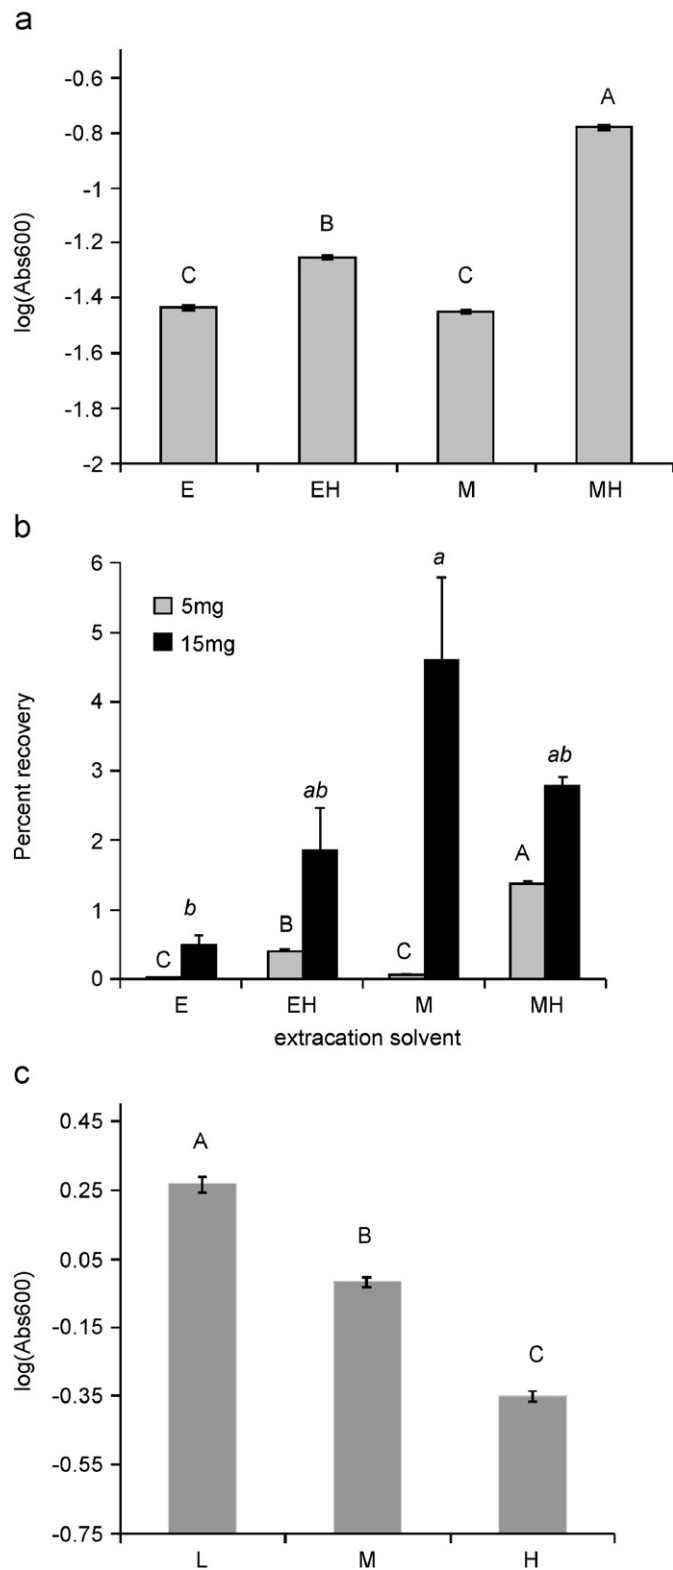 a
-0.6
-0.8
-1
-1.2
-1.4
-1.6
-1.8
-2
log(Abs600)
C
B
C
A
E EH M MH
b
6
5
4
3
2
1
0
Percent recovery
5mg
15mg
C b
B ab
C a
A ab
E EH M MH
extracation solvent
c
0.45
0.25
0.05
-0.15
-0.35
-0.55
-0.75
log(Abs600)
A
B
C
L M H